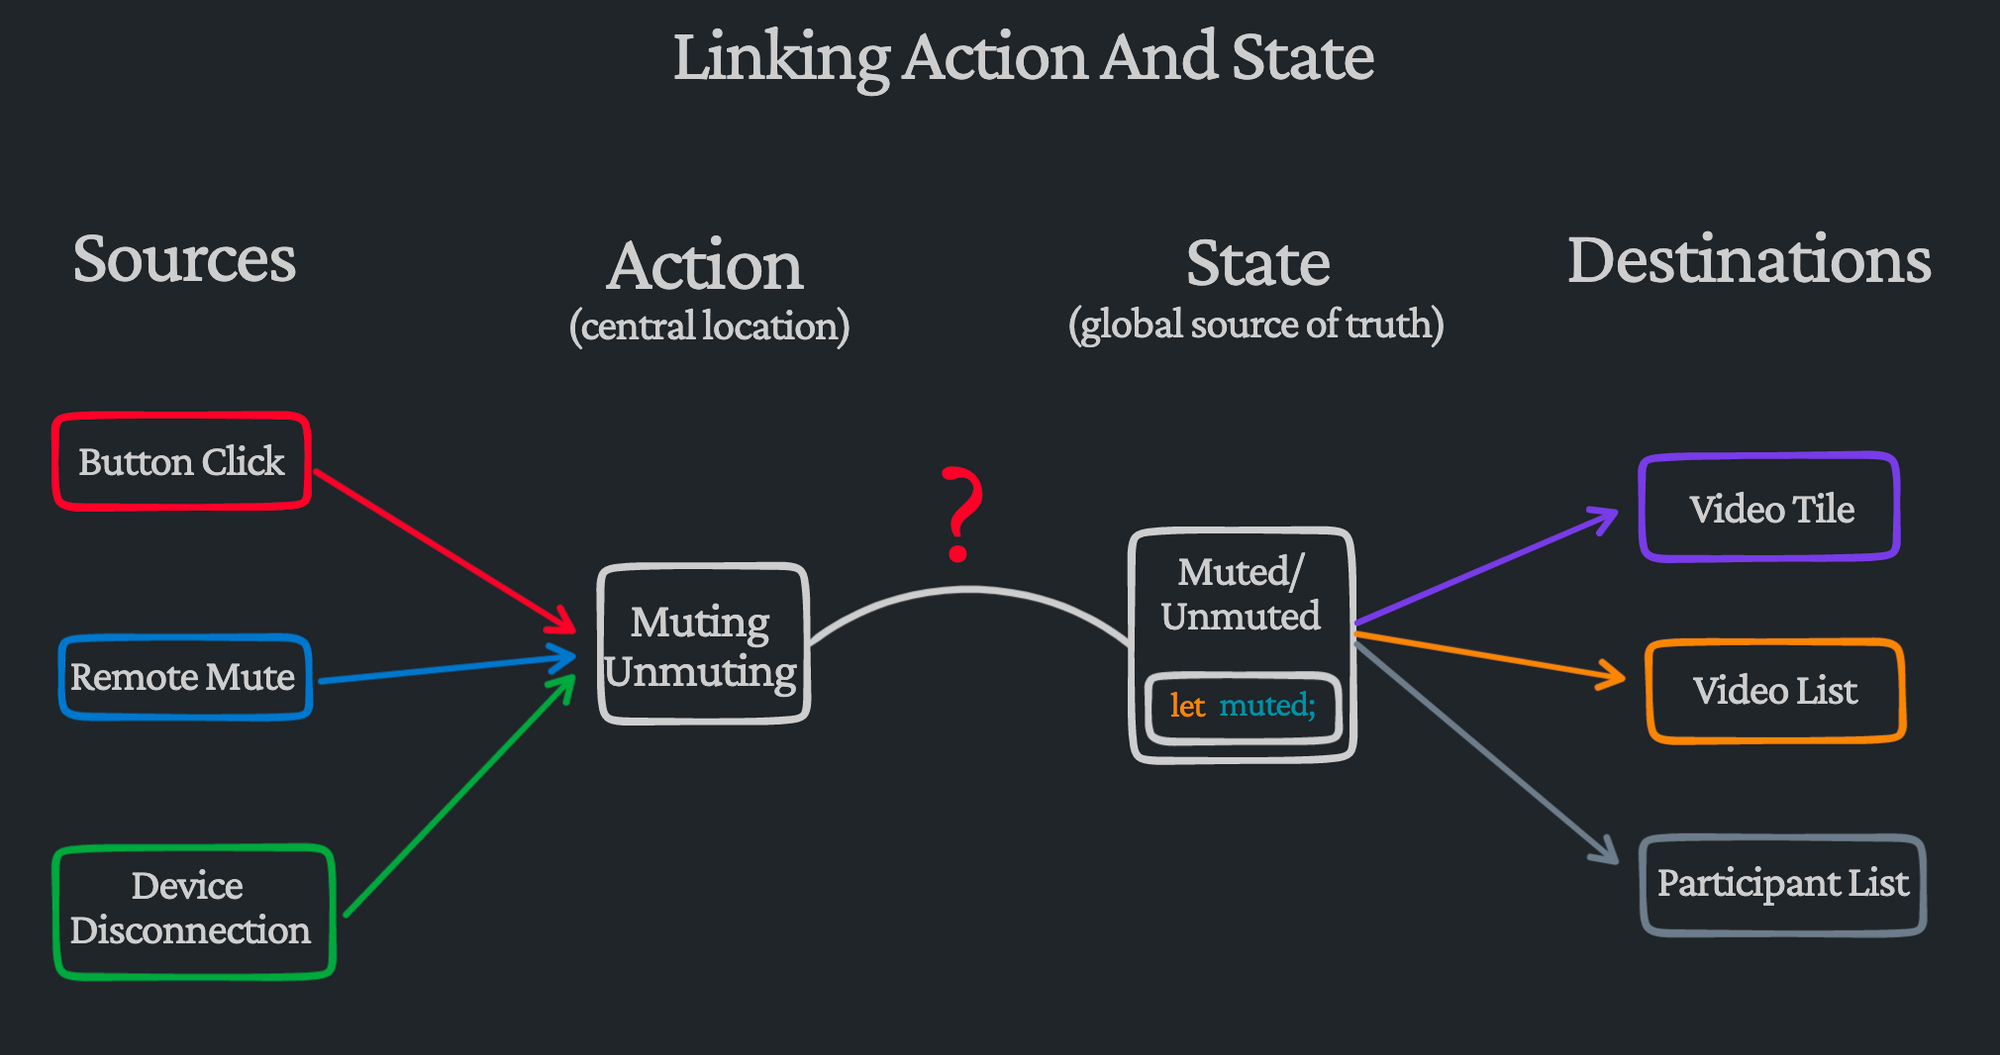 Linking Action And State
Sources
Action
(central location)
State
(global source of truth)
Destinations
Button Click
Remote Mute
Device
Disconnection
Muting
Unmuting
?
Muted/
Unmuted
let muted;
Video Tile
Video List
Participant List